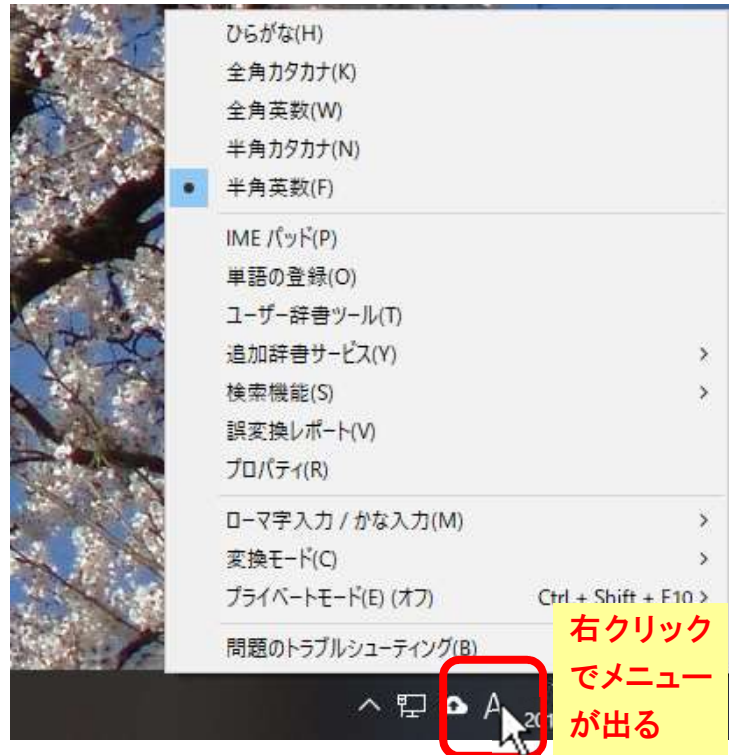 ひらがな(H)
全角カタカナ(K)
全角英数(W)
半角カタカナ(N)
半角英数(F)
IME パッド(P)
単語の登録(O)
ユーザー辞書ツール(T)
追加辞書サービス(Y)
検索機能(S)
誤変換レポート(V)
プロパティ(R)
ローマ字入力 / かな入力(M)
変換モード(C)
プライベートモード(E) (オフ) Ctrl + Shift + F10
問題のトラブルシューティング(B)
右クリック
でメニュー
が出る
A